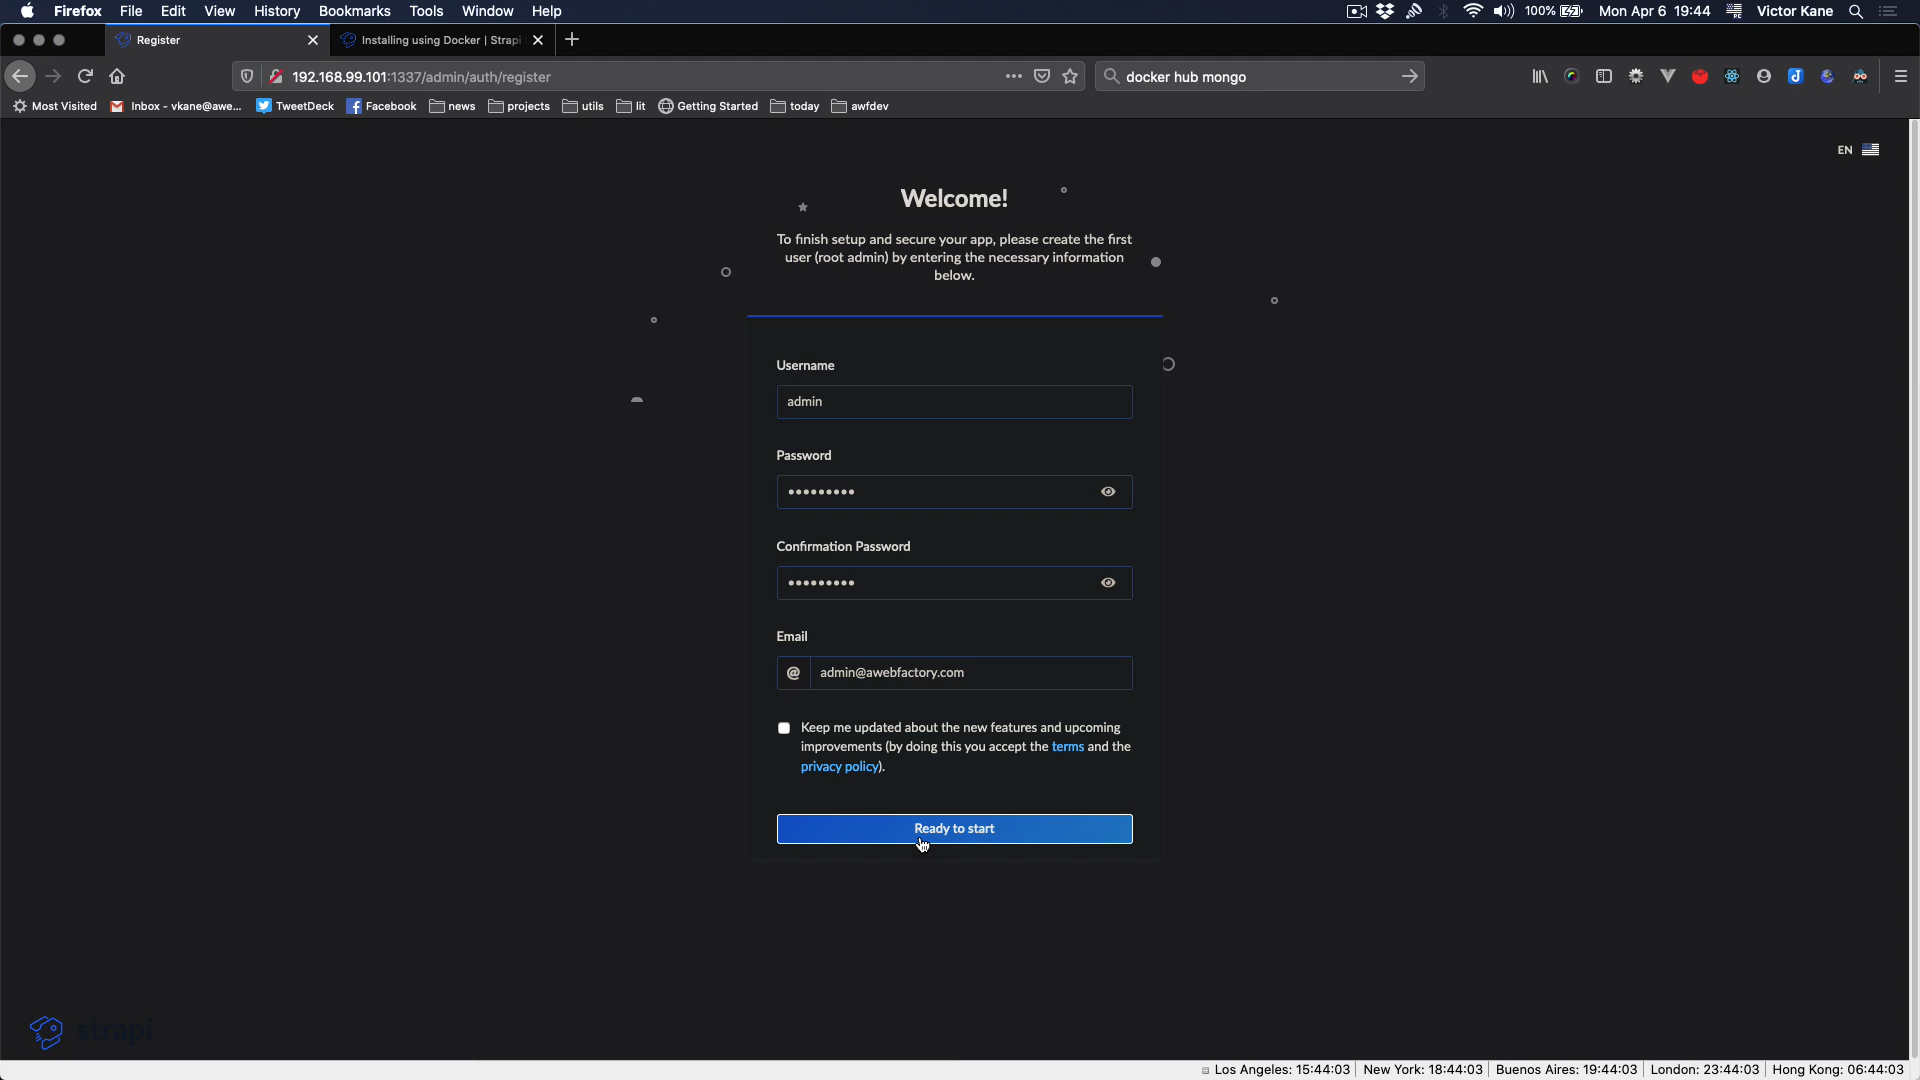 Firefox File Edit View History Bookmarks Tools Window Help
100% Mon Apr 6 19:44 Victor Kane
Register
Installing using Docker | Strapi
192.168.99.101:1337/admin/auth/register
docker hub mongo
Most Visited Inbox - vkane@awe... TweetDeck Facebook news projects utils lit Getting Started today awfdev
EN
Welcome!
To finish setup and secure your app, please create the first
user (root admin) by entering the necessary information
below.
Username
admin
Password
•••••••••
Confirmation Password
•••••••••
Email
@ admin@awebfactory.com
Keep me updated about the new features and upcoming
improvements (by doing this you accept the terms and the
privacy policy).
Ready to start
strapi
Los Angeles: 15:44:03 New York: 18:44:03 Buenos Aires: 19:44:03 London: 23:44:03 Hong Kong: 06:44:03